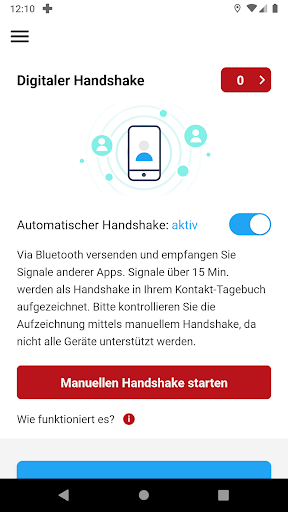 12:10
Digitaler Handshake
0
Automatischer Handshake: aktiv
Via Bluetooth versenden und empfangen Sie
Signale anderer Apps. Signale über 15 Min.
werden als Handshake in Ihrem Kontakt-Tagebuch
aufgezeichnet. Bitte kontrollieren Sie die
Aufzeichnung mittels manuellem Handshake, da
nicht alle Geräte unterstützt werden.
Manuellen Handshake starten
Wie funktioniert es? i